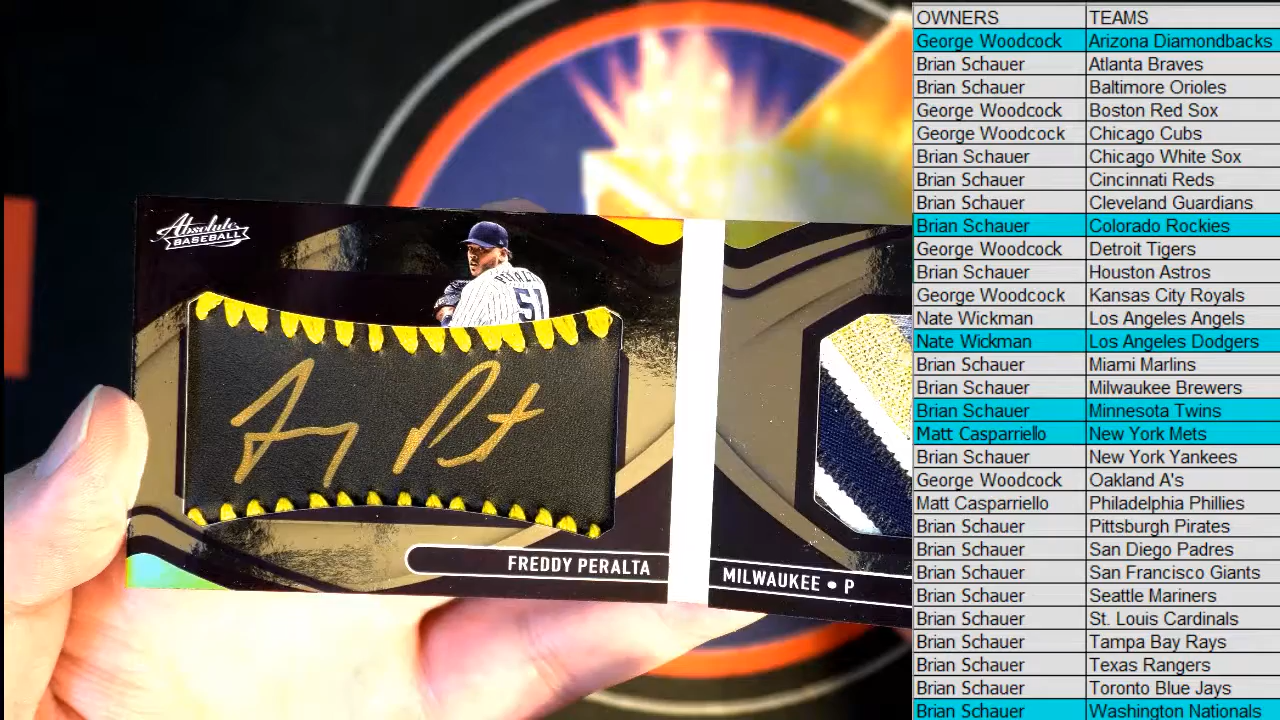 Absolute
BASEBALL
PERALTA
51
FREDDY PERALTA
MILWAUKEE • P
OWNERS TEAMS
George Woodcock Arizona Diamondbacks
Brian Schauer Atlanta Braves
Brian Schauer Baltimore Orioles
George Woodcock Boston Red Sox
George Woodcock Chicago Cubs
Brian Schauer Chicago White Sox
Brian Schauer Cincinnati Reds
Brian Schauer Cleveland Guardians
Brian Schauer Colorado Rockies
George Woodcock Detroit Tigers
Brian Schauer Houston Astros
George Woodcock Kansas City Royals
Nate Wickman Los Angeles Angels
Nate Wickman Los Angeles Dodgers
Brian Schauer Miami Marlins
Brian Schauer Milwaukee Brewers
Brian Schauer Minnesota Twins
Matt Casparriello New York Mets
Brian Schauer New York Yankees
George Woodcock Oakland A's
Matt Casparriello Philadelphia Phillies
Brian Schauer Pittsburgh Pirates
Brian Schauer San Diego Padres
Brian Schauer San Francisco Giants
Brian Schauer Seattle Mariners
Brian Schauer St. Louis Cardinals
Brian Schauer Tampa Bay Rays
Brian Schauer Texas Rangers
Brian Schauer Toronto Blue Jays
Brian Schauer Washington Nationals